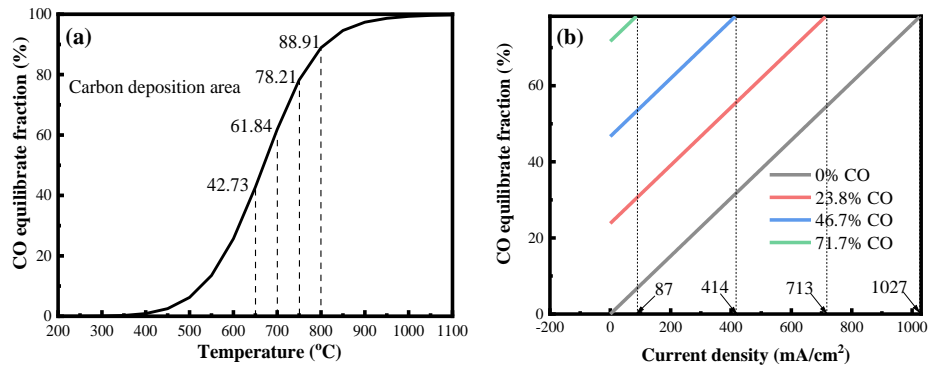 (a)
88.91
78.21
Carbon deposition area
61.84
42.73
CO equilibrate fraction (%)
100
80
60
40
20
0
200 300 400 500 600 700 800 900 1000 1100
Temperature (°C)
(b)
CO equilibrate fraction (%)
60
40
20
0
0% CO
23.8% CO
46.7% CO
71.7% CO
87 414 713 1027
-200 0 200 400 600 800 1000
Current density (mA/cm²)